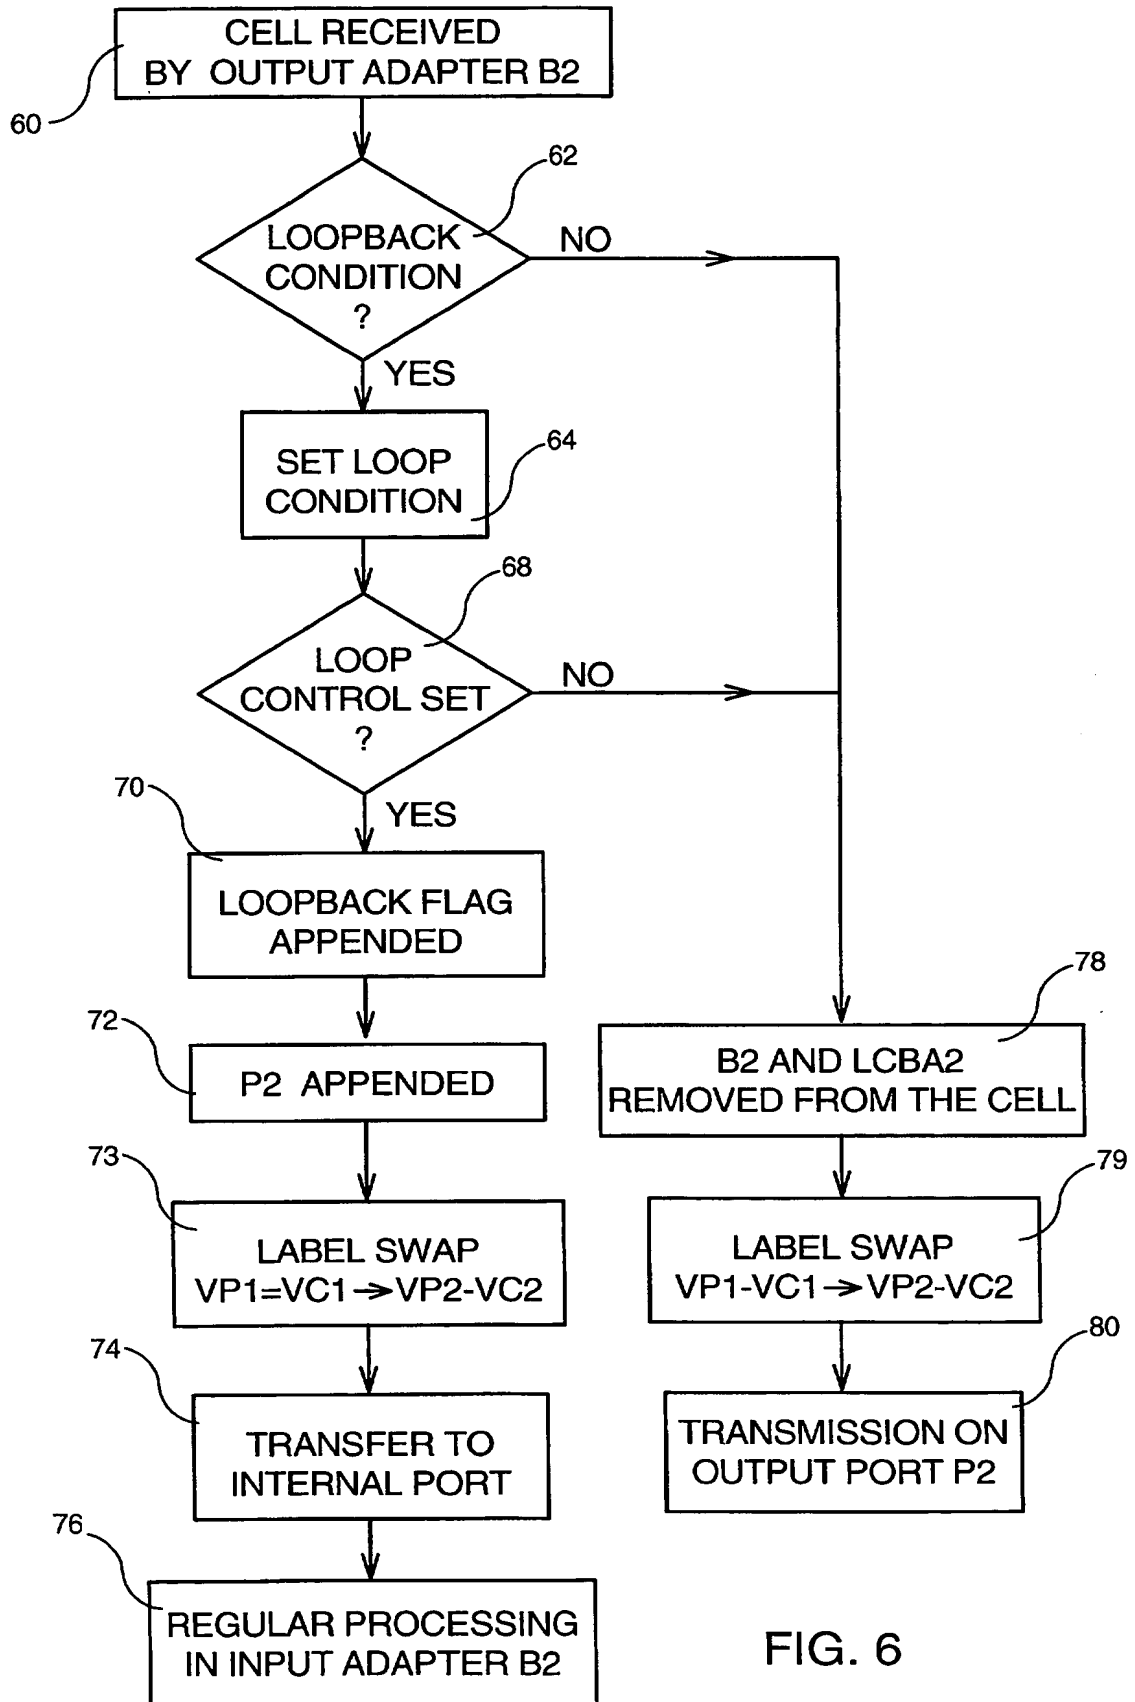 CELL RECEIVED
BY OUTPUT ADAPTER B2
60
62
LOOPBACK
CONDITION
?
NO
YES
SET LOOP
CONDITION
64
68
LOOP
CONTROL SET
?
NO
YES
70
LOOPBACK FLAG
APPENDED
72
P2 APPENDED
78
B2 AND LCBA2
REMOVED FROM THE CELL
73
LABEL SWAP
VP1=VC1→VP2-VC2
79
LABEL SWAP
VP1-VC1→VP2-VC2
74
TRANSFER TO
INTERNAL PORT
80
TRANSMISSION ON
OUTPUT PORT P2
76
REGULAR PROCESSING
IN INPUT ADAPTER B2
FIG. 6